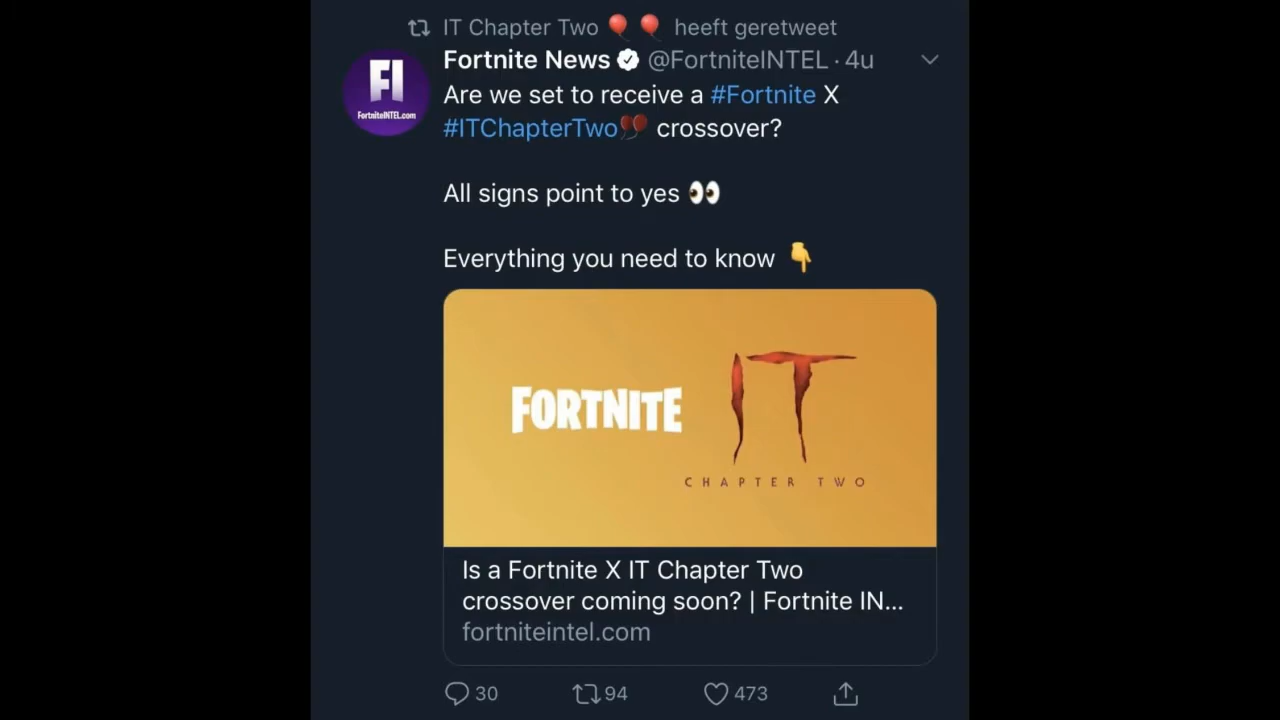 IT Chapter Two🎈🎈 heeft geretweet
Fortnite News @FortniteINTEL · 4u
FI
FortniteINTEL.com
Are we set to receive a #Fortnite X
#ITChapterTwo🎈🎈 crossover?
All signs point to yes 👀
Everything you need to know 👇
FORTNITE
IT
CHAPTER TWO
Is a Fortnite X IT Chapter Two
crossover coming soon? | Fortnite IN...
fortniteintel.com
30 94 473